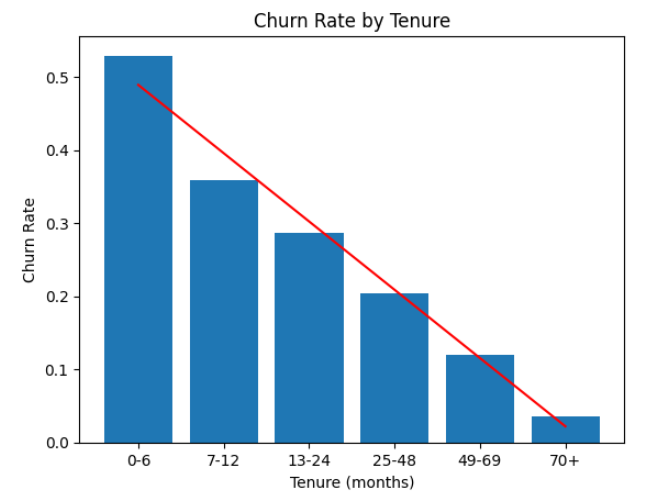 Churn Rate by Tenure
Churn Rate
0.5
0.4
0.3
0.2
0.1
0.0
0-6 7-12 13-24 25-48 49-69 70+
Tenure (months)